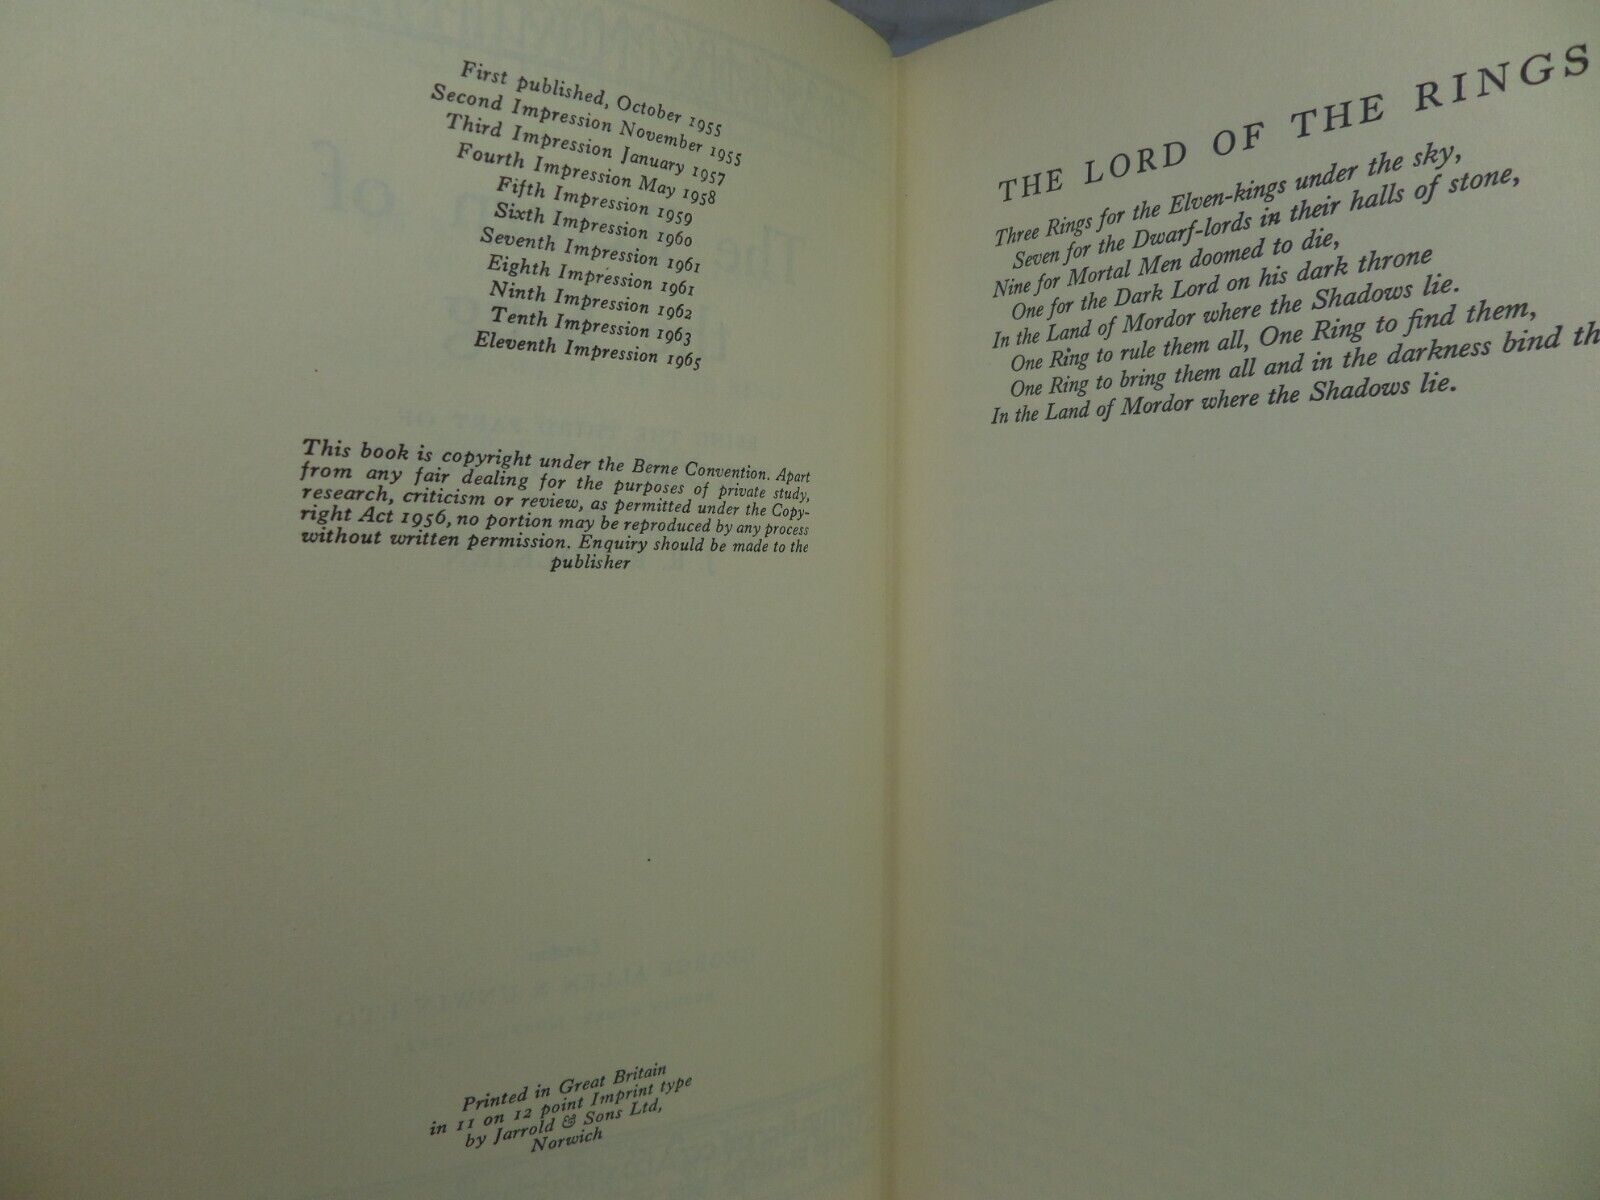 First published, October 1955
Second Impression November 1955
Third Impression January 1957
Fourth Impression May 1958
Fifth Impression 1959
Sixth Impression 1960
Seventh Impression 1961
Eighth Impression 1961
Ninth Impression 1962
Tenth Impression 1963
Eleventh Impression 1965
This book is copyright under the Berne Convention. Apart
from any fair dealing for the purposes of private study,
research, criticism or review, as permitted under the Copy-
right Act 1956, no portion may be reproduced by any process
without written permission. Enquiry should be made to the
publisher
Printed in Great Britain
in 11 on 12 point Imprint type
by Jarrold & Sons Ltd,
Norwich
THE LORD OF THE RINGS
Three Rings for the Elven-kings under the sky,
Seven for the Dwarf-lords in their halls of stone,
Nine for Mortal Men doomed to die,
One for the Dark Lord on his dark throne
In the Land of Mordor where the Shadows lie.
One Ring to rule them all, One Ring to find them,
One Ring to bring them all and in the darkness bind th
In the Land of Mordor where the Shadows lie.